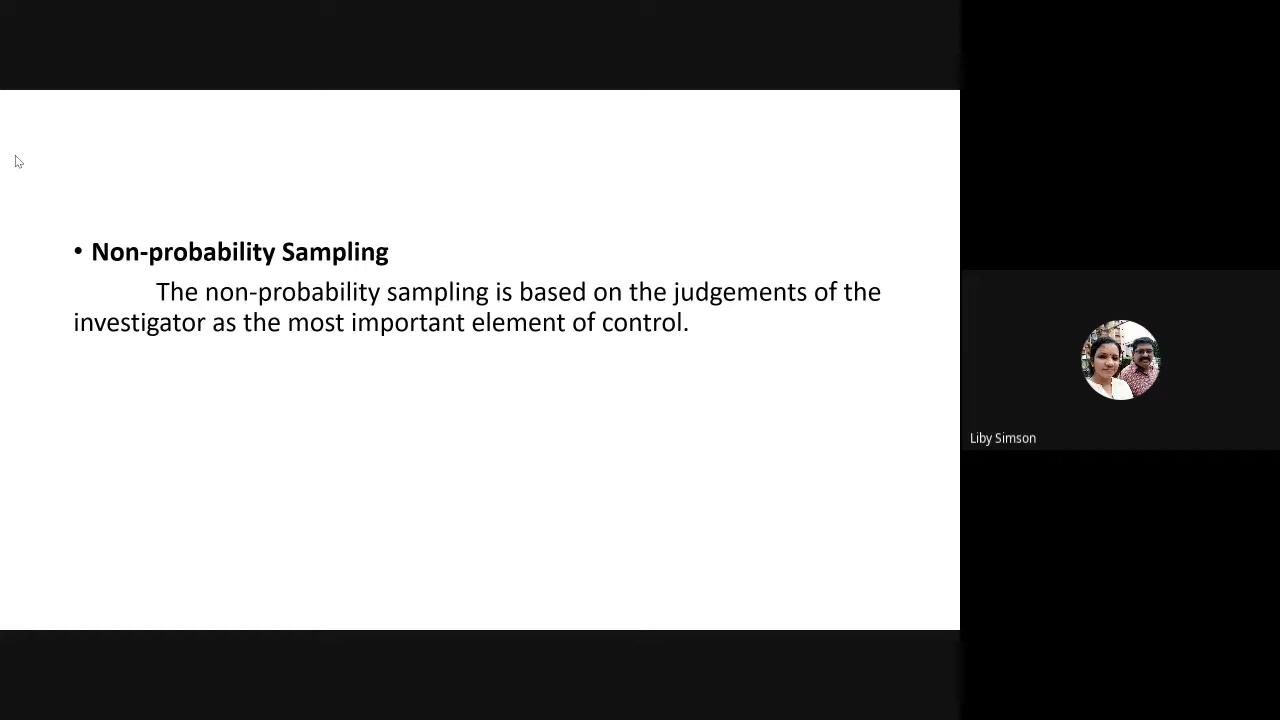 • Non-probability Sampling
The non-probability sampling is based on the judgements of the
investigator as the most important element of control.
Liby Simson